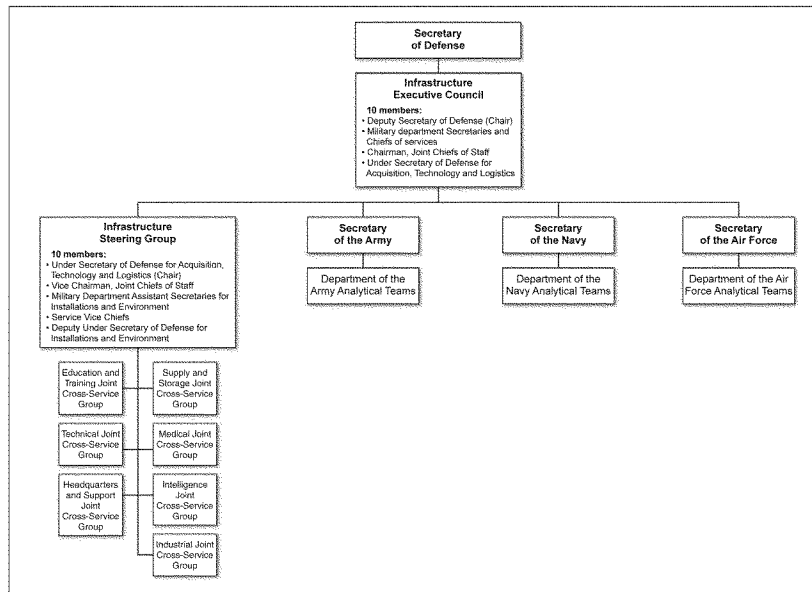 Secretary
of Defense
Infrastructure
Executive Council
10 members:
• Deputy Secretary of Defense (Chair)
• Military department Secretaries and
Chiefs of services
• Chairman, Joint Chiefs of Staff
• Under Secretary of Defense for
Acquisition, Technology and Logistics
Infrastructure
Steering Group
10 members:
• Under Secretary of Defense for Acquisition,
Technology and Logistics (Chair)
• Vice Chairman, Joint Chiefs of Staff
• Military Department Assistant Secretaries for
Installations and Environment
• Service Vice Chiefs
• Deputy Under Secretary of Defense for
Installations and Environment
Secretary
of the Army
Department of the
Army Analytical Teams
Secretary
of the Navy
Department of the
Navy Analytical Teams
Secretary
of the Air Force
Department of the Air
Force Analytical Teams
Education and
Training Joint
Cross-Service
Group
Supply and
Storage Joint
Cross-Service
Group
Technical Joint
Cross-Service
Group
Medical Joint
Cross-Service
Group
Headquarters
and Support
Joint
Cross-Service
Group
Intelligence
Joint
Cross-Service
Group
Industrial Joint
Cross-Service
Group